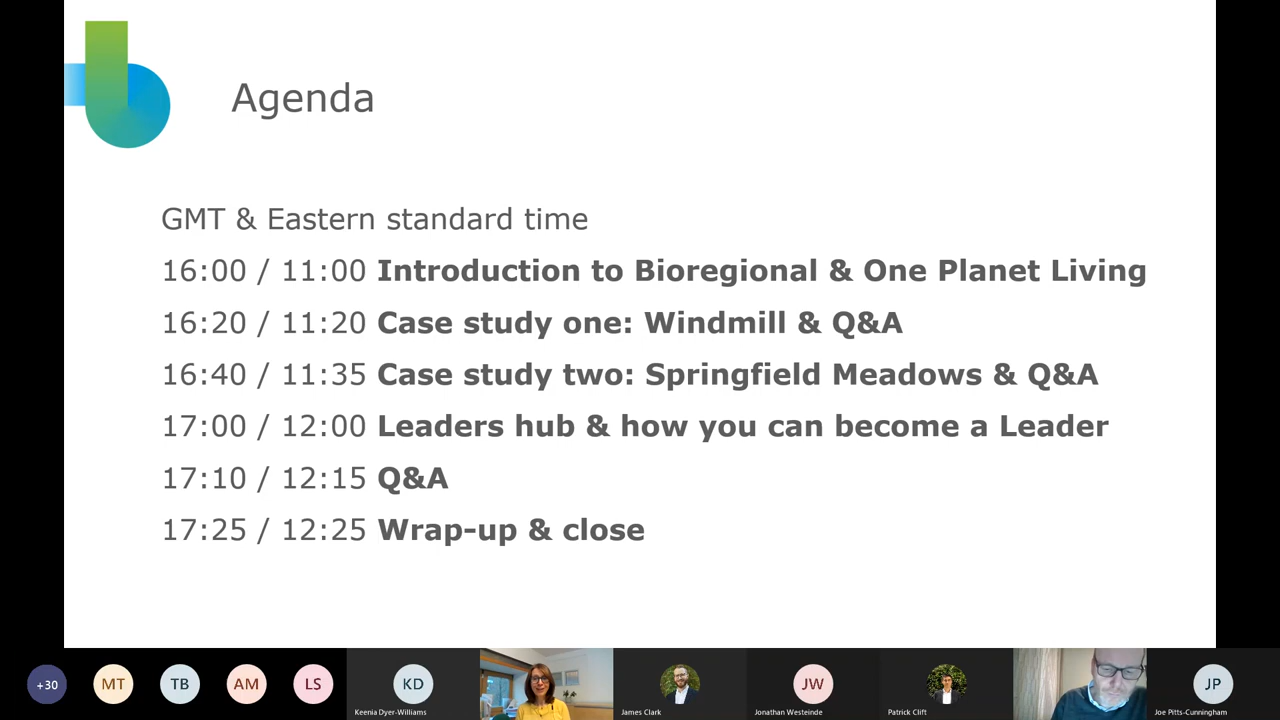 Agenda
GMT & Eastern standard time
16:00 / 11:00 Introduction to Bioregional & One Planet Living
16:20 / 11:20 Case study one: Windmill & Q&A
16:40 / 11:35 Case study two: Springfield Meadows & Q&A
17:00 / 12:00 Leaders hub & how you can become a Leader
17:10 / 12:15 Q&A
17:25 / 12:25 Wrap-up & close
+30
MT
TB
AM
LS
KD
JW
JP
Keenia Dyer-Williams
James Clark
Jonathan Westeinde
Patrick Clift
Joe Pitts-Cunningham